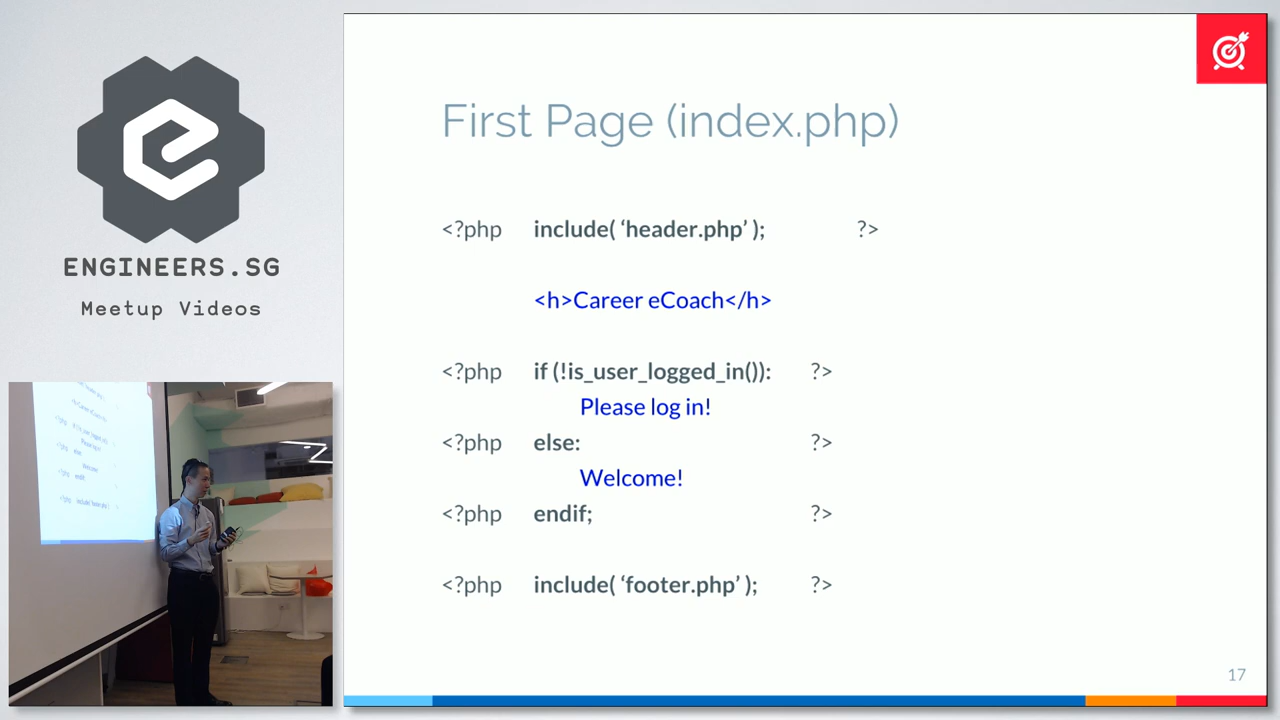 ENGINEERS.SG
Meetup Videos
First Page (index.php)
<?php include( ‘header.php’ ); ?>
<h>Career eCoach</h>
<?php if (!is_user_logged_in()): ?>
Please log in!
<?php else: ?>
Welcome!
<?php endif; ?>
<?php include( ‘footer.php’ ); ?>
17